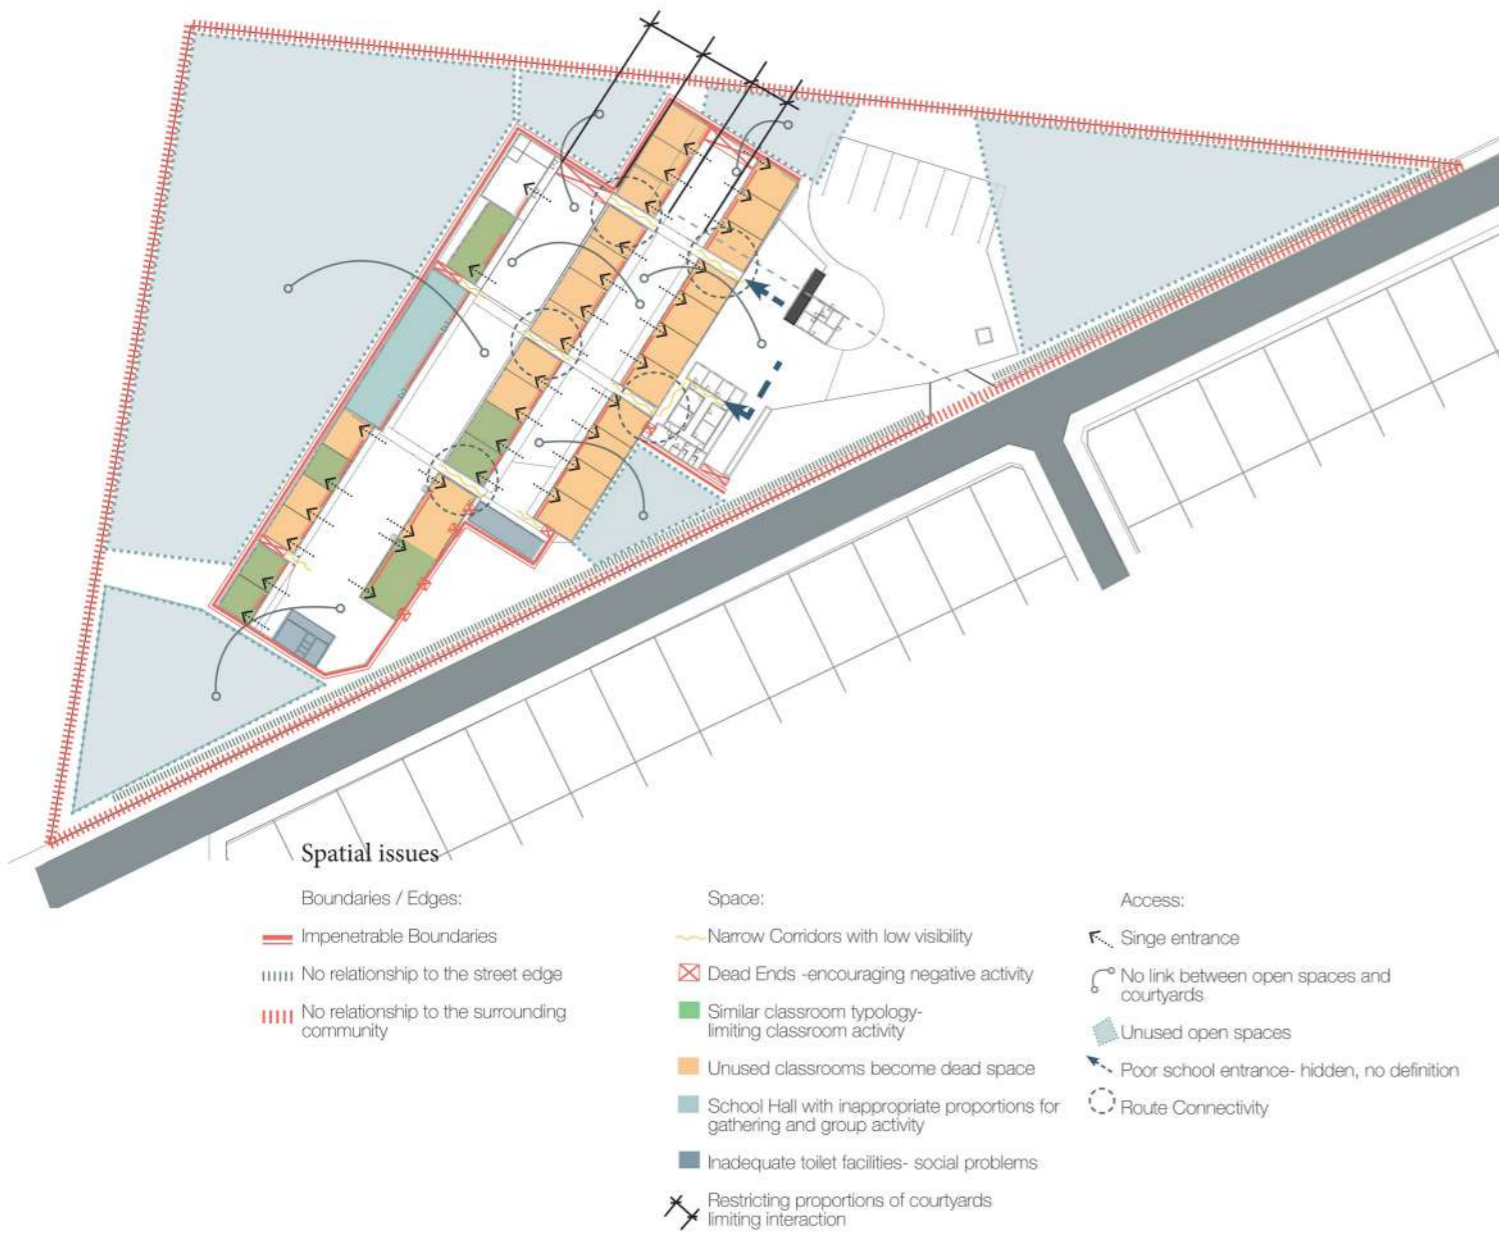 Spatial issues
Boundaries / Edges:
Impenetrable Boundaries
No relationship to the street edge
No relationship to the surrounding
community
Space:
Narrow Corridors with low visibility
Dead Ends -encouraging negative activity
Similar classroom typology-
limiting classroom activity
Unused classrooms become dead space
School Hall with inappropriate proportions for
gathering and group activity
Inadequate toilet facilities- social problems
Restricting proportions of courtyards
limiting interaction
Access:
Singe entrance
No link between open spaces and
courtyards
Unused open spaces
Poor school entrance- hidden, no definition
Route Connectivity